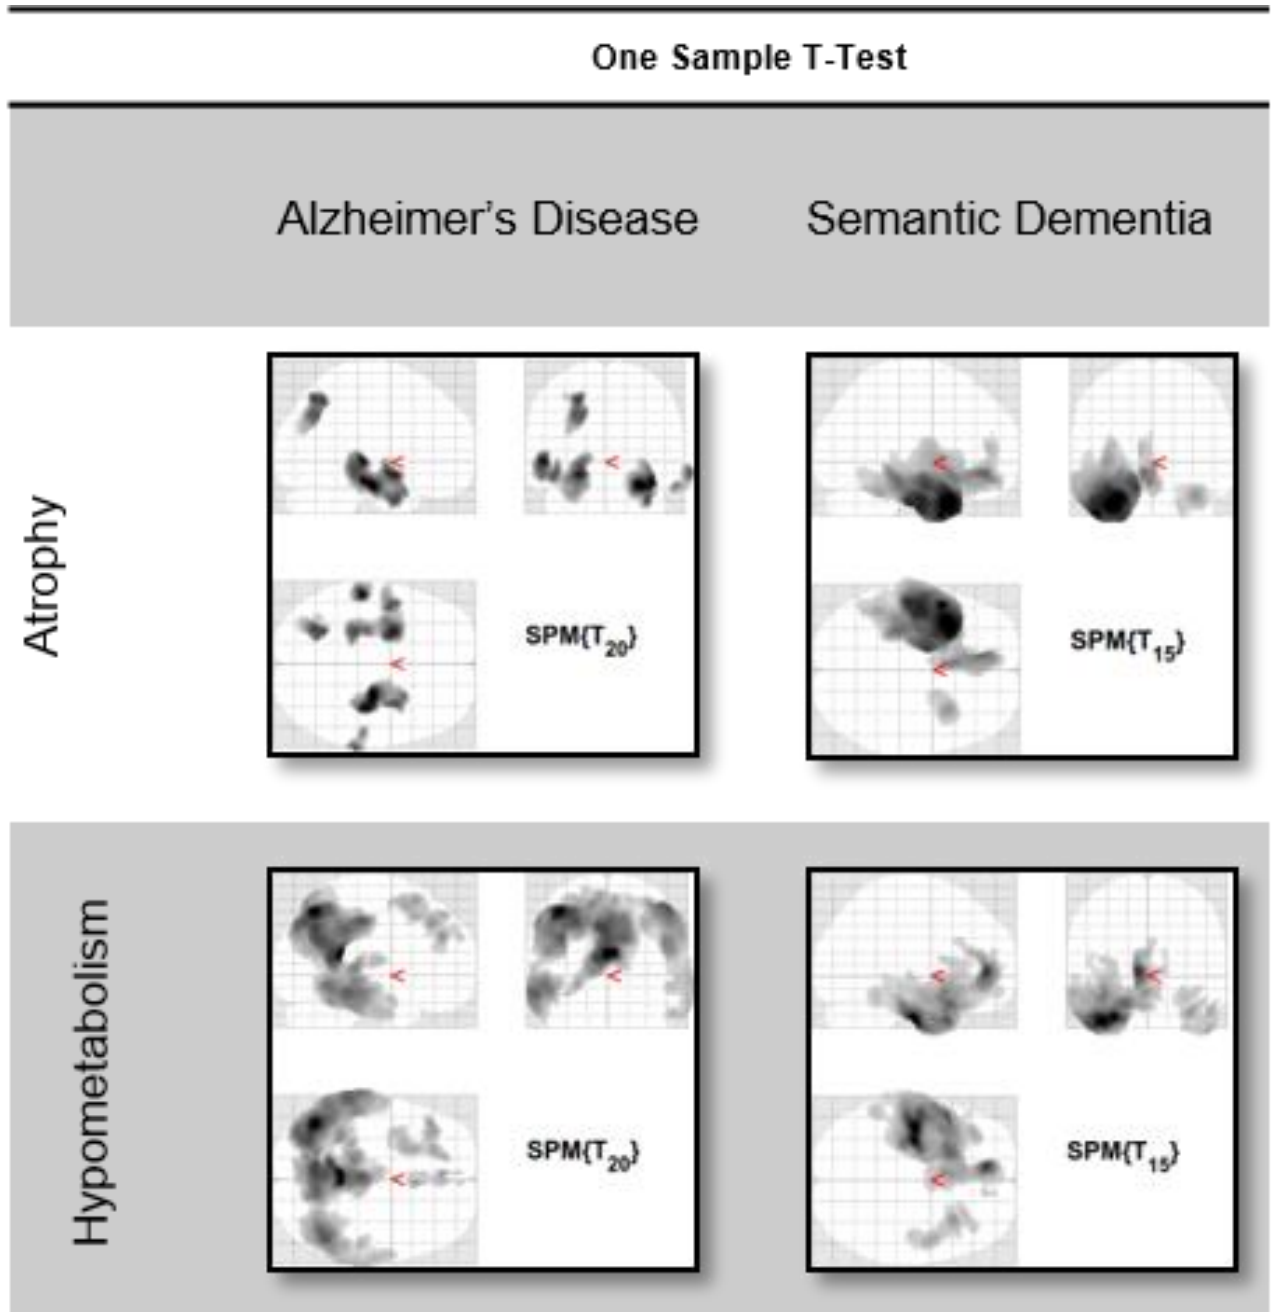 One Sample T-Test
Alzheimer’s Disease Semantic Dementia
Atrophy
<
<
<
<
<
<
SPM{T20}
SPM{T15}
Hypometabolism
<
<
<
<
<
<
SPM{T20}
SPM{T15}